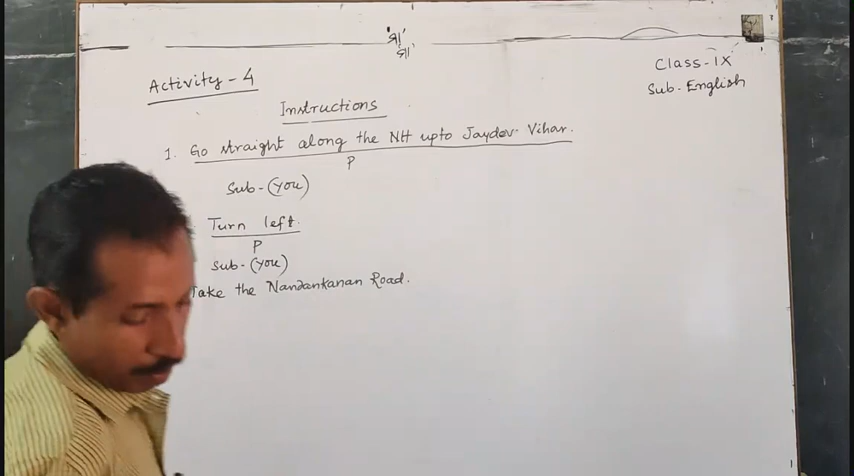 ଶ୍ରୀ
ଶ୍ରୀ
Class-IX
Sub-English
Activity-4
Instructions
1. Go straight along the NH upto Jaydev Vihar.
P
Sub-(You)
Turn left.
P
Sub-(You)
Take the Nandankanan Road.